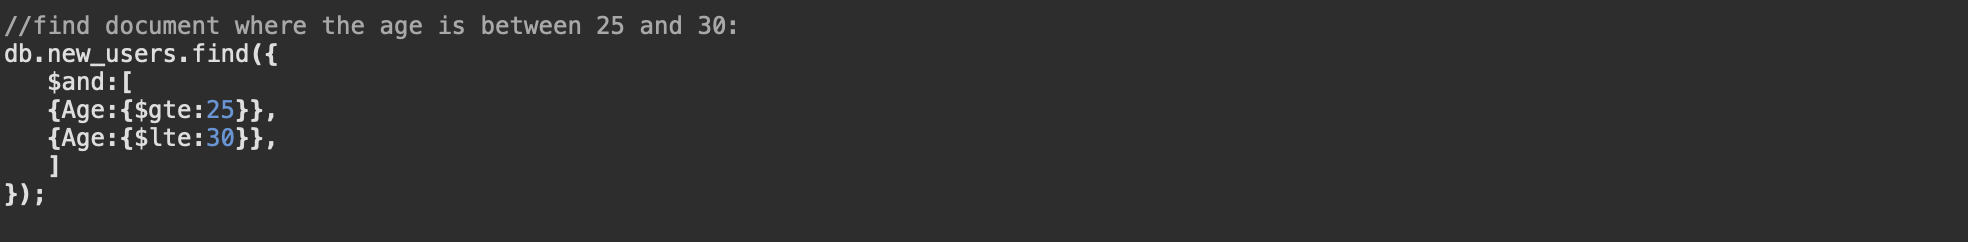 //find document where the age is between 25 and 30:
db.new_users.find({
   $and:[
   {Age:{$gte:25}},
   {Age:{$lte:30}},
   ]
});